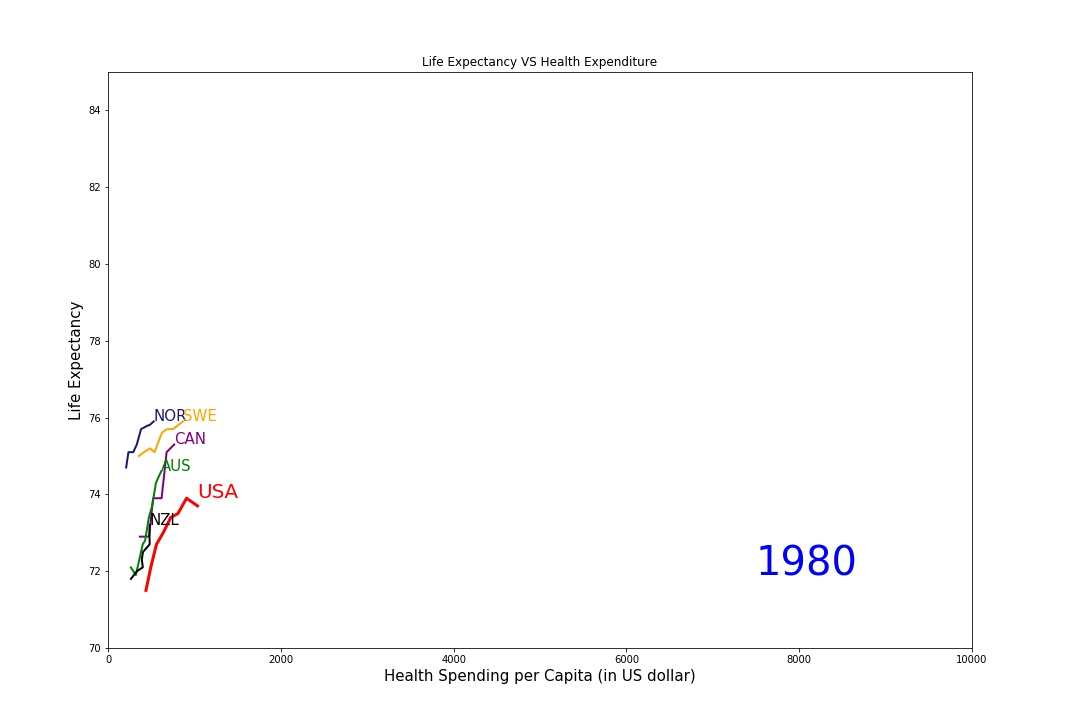 Life Expectancy VS Health Expenditure
Life Expectancy
84
82
80
78
76
74
72
70
NOR
SWE
CAN
AUS
USA
NZL
1980
0
2000
4000
6000
8000
10000
Health Spending per Capita (in US dollar)